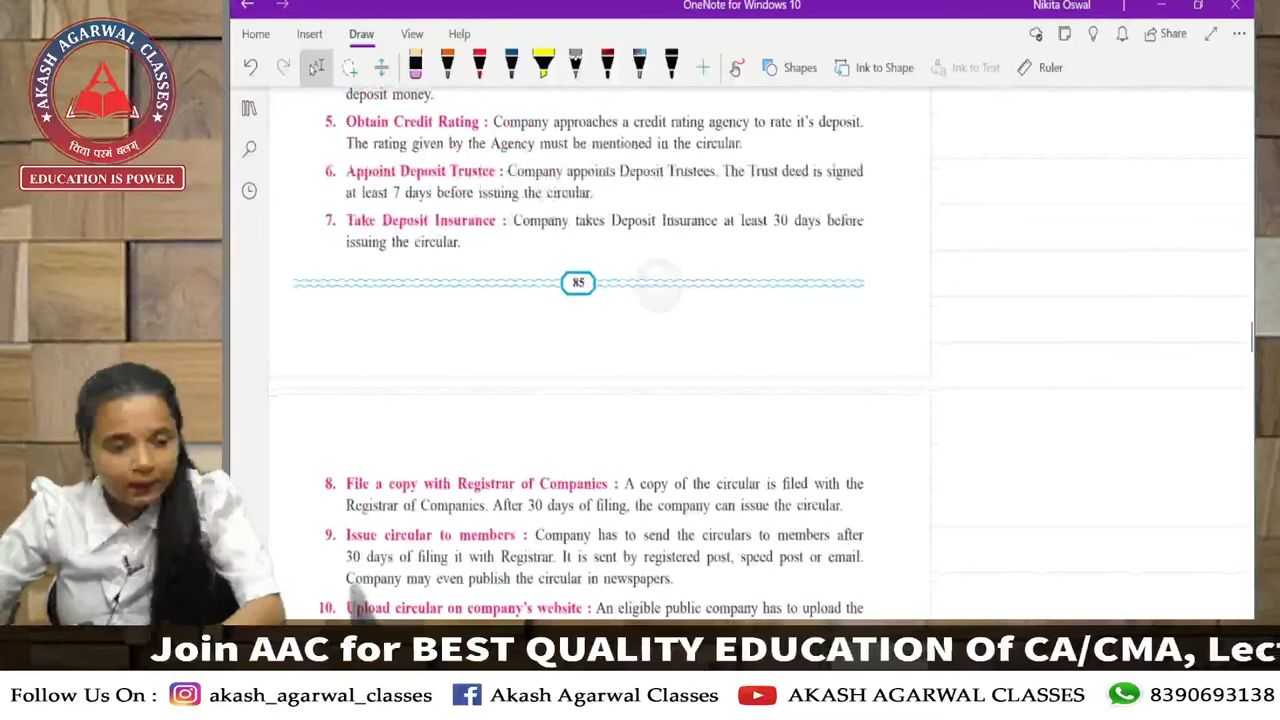 OneNote for Windows 10
Nikita Oswal
Home Insert Draw View Help
Share
Shapes Ink to Shape Ink to Text Ruler
AKASH AGARWAL CLASSES
विद्या परमं बलम्
EDUCATION IS POWER
deposit money.
5. Obtain Credit Rating : Company approaches a credit rating agency to rate it's deposit.
The rating given by the Agency must be mentioned in the circular.
6. Appoint Deposit Trustee : Company appoints Deposit Trustees. The Trust deed is signed
at least 7 days before issuing the circular.
7. Take Deposit Insurance : Company takes Deposit Insurance at least 30 days before
issuing the circular.
85
8. File a copy with Registrar of Companies : A copy of the circular is filed with the
Registrar of Companies. After 30 days of filing, the company can issue the circular.
9. Issue circular to members : Company has to send the circulars to members after
30 days of filing it with Registrar. It is sent by registered post, speed post or email.
Company may even publish the circular in newspapers.
10. Upload circular on company's website : An eligible public company has to upload the
Join AAC for BEST QUALITY EDUCATION Of CA/CMA, Lect
Follow Us On : akash_agarwal_classes Akash Agarwal Classes AKASH AGARWAL CLASSES 8390693138